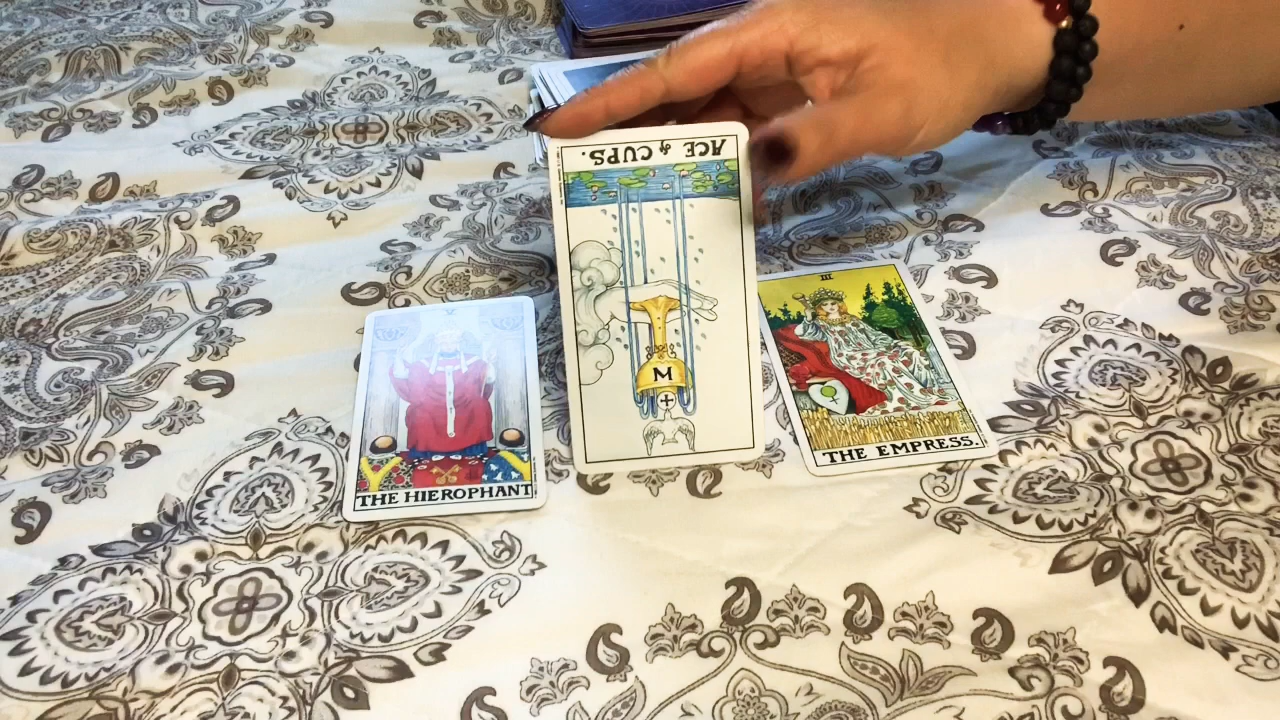 ACE of CUPS.
M
V
THE HIEROPHANT
III
THE EMPRESS.